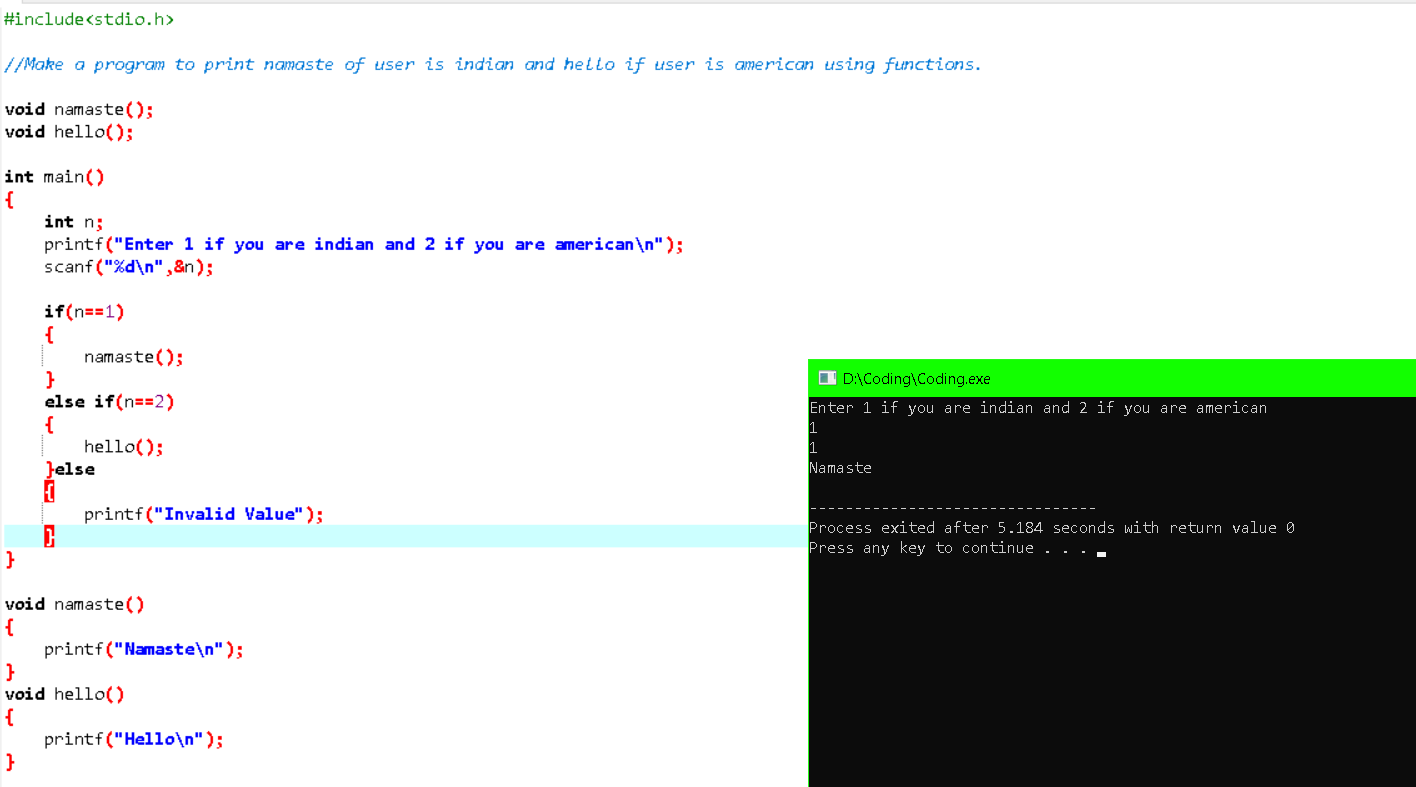 #include<stdio.h>
//Make a program to print namaste of user is indian and hello if user is american using functions.
void namaste();
void hello();
int main()
{
int n;
printf("Enter 1 if you are indian and 2 if you are american\n");
scanf("%d\n",&n);
if(n==1)
{
namaste();
}
else if(n==2)
{
hello();
}else
{
printf("Invalid Value");
}
}
void namaste()
{
printf("Namaste\n");
}
void hello()
{
printf("Hello\n");
}
D:\Coding\Coding.exe
Enter 1 if you are indian and 2 if you are american
1
1
Namaste
--------------------------------
Process exited after 5.184 seconds with return value 0
Press any key to continue . . .